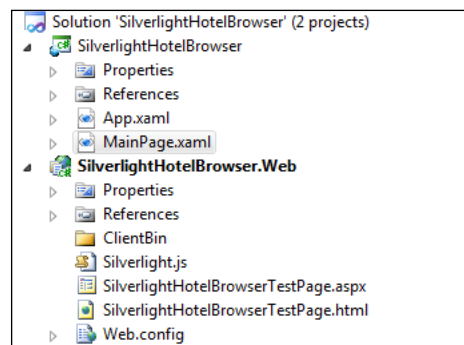 Solution 'SilverlightHotelBrowser' (2 projects)
SilverlightHotelBrowser
Properties
References
App.xaml
MainPage.xaml
SilverlightHotelBrowser.Web
Properties
References
ClientBin
Silverlight.js
SilverlightHotelBrowserTestPage.aspx
SilverlightHotelBrowserTestPage.html
Web.config